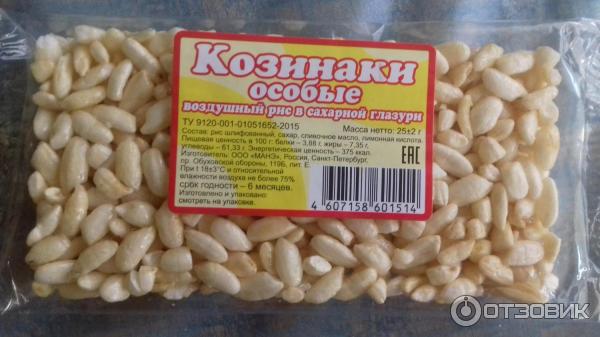 Козинаки
особые
воздушный рис в сахарной глазури
ТУ 9120-001-01051652-2015 Масса нетто: 25±2 г
Состав: рис шлифованный, сахар, сливочное масло, лимонная кислота.
Пищевая ценность в 100 г: белки – 3,88 г, жиры – 7,35 г,
углеводы – 61,33 г. Энергетическая ценность – 375 ккал.
Изготовитель: ООО «МАНЭ», Россия, Санкт-Петербург,
пр. Обуховской обороны, 119б, лит. Е.
При t 18±3°С и относительной
влажности воздуха не более 75%
срок годности – 6 месяцев.
Изготовлено и упаковано:
смотреть на упаковке.
ЕАС
4 607158 601514
ОТЗОВИК